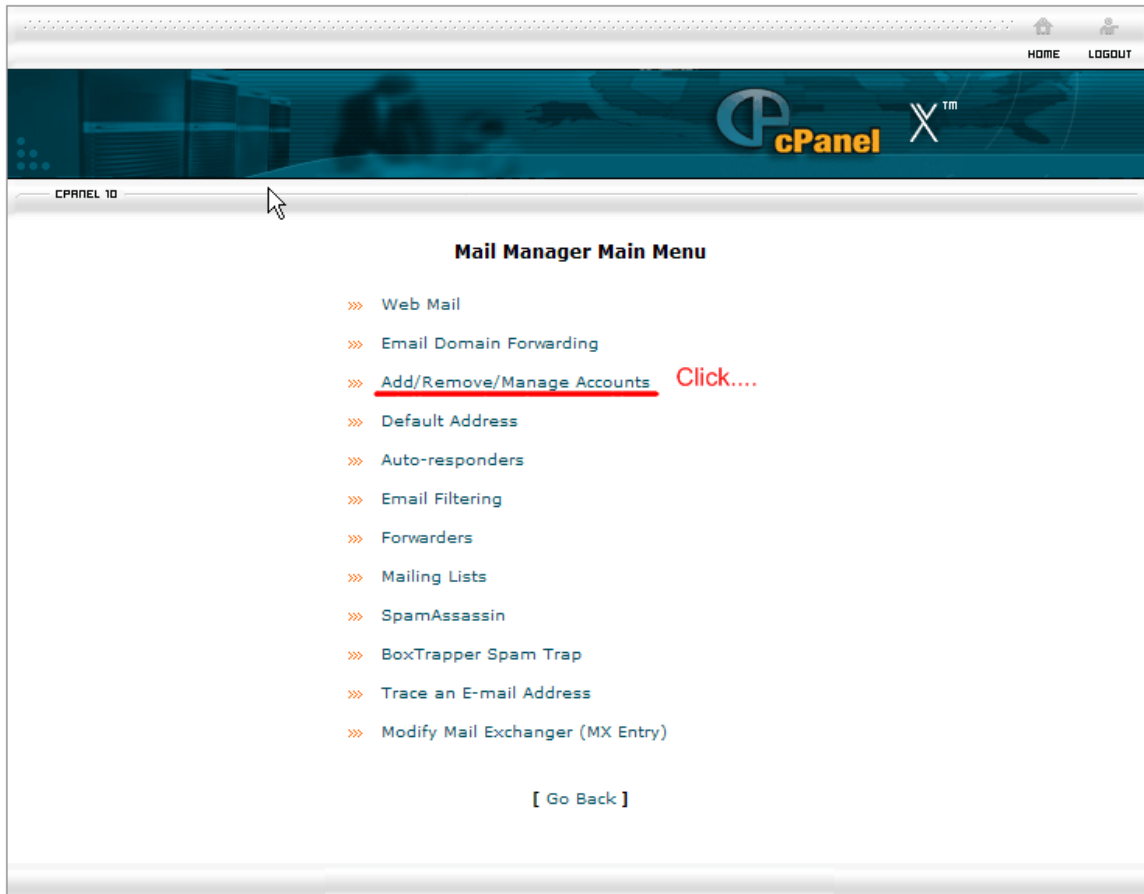 HOME LOGOUT
cPanel X™
CPANEL 10
Mail Manager Main Menu
Web Mail
Email Domain Forwarding
Add/Remove/Manage Accounts Click....
Default Address
Auto-responders
Email Filtering
Forwarders
Mailing Lists
SpamAssassin
BoxTrapper Spam Trap
Trace an E-mail Address
Modify Mail Exchanger (MX Entry)
[ Go Back ]